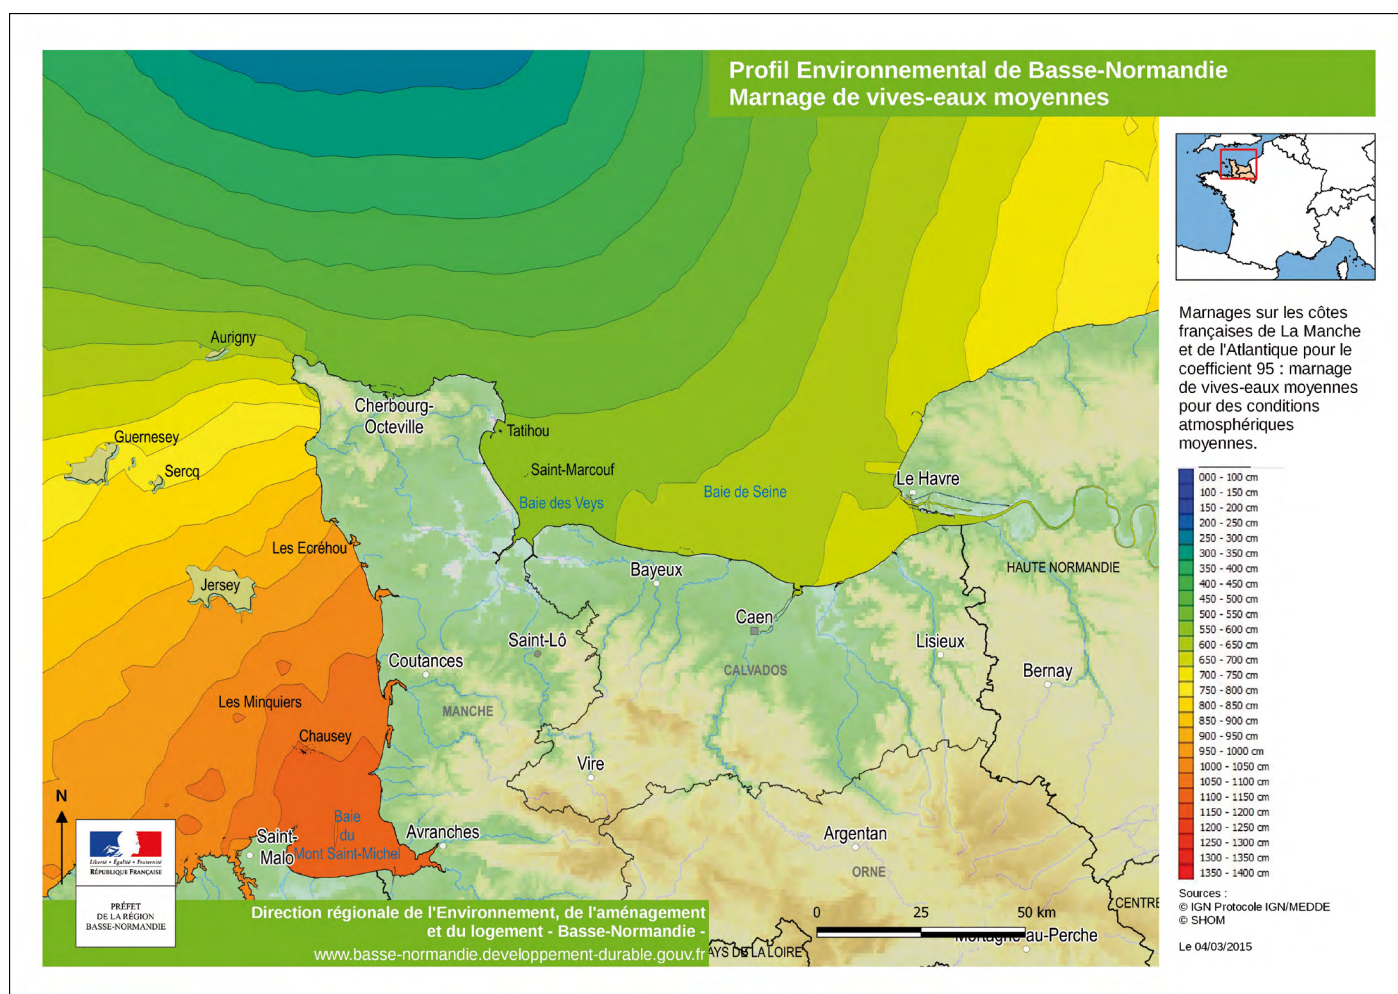 Profil Environnemental de Basse-Normandie
Marnage de vives-eaux moyennes
Marnages sur les côtes
françaises de La Manche
et de l'Atlantique pour le
coefficient 95 : marnage
de vives-eaux moyennes
pour des conditions
atmosphériques
moyennes.
000 - 100 cm
100 - 150 cm
150 - 200 cm
200 - 250 cm
250 - 300 cm
300 - 350 cm
350 - 400 cm
400 - 450 cm
450 - 500 cm
500 - 550 cm
550 - 600 cm
600 - 650 cm
650 - 700 cm
700 - 750 cm
750 - 800 cm
800 - 850 cm
850 - 900 cm
900 - 950 cm
950 - 1000 cm
1000 - 1050 cm
1050 - 1100 cm
1100 - 1150 cm
1150 - 1200 cm
1200 - 1250 cm
1250 - 1300 cm
1300 - 1350 cm
1350 - 1400 cm
Sources :
© IGN Protocole IGN/MEDDE
© SHOM
Le 04/03/2015
Aurigny
Cherbourg-
Octeville
Tatihou
Guernesey
Sercq
Saint-Marcouf
Baie des Veys
Baie de Seine
Le Havre
Les Ecréhou
Jersey
Bayeux
HAUTE NORMANDIE
Caen
Saint-Lô
Lisieux
Coutances
CALVADOS
Bernay
Les Minquiers
MANCHE
Chausey
Vire
N
Baie
du
Mont Saint-Michel
Saint-
Malo
Avranches
Argentan
ORNE
CENTRE
Mortagne-au-Perche
PAYS DE LA LOIRE
0 25 50 km
Liberté • Égalité • Fraternité
RÉPUBLIQUE FRANÇAISE
PRÉFET
DE LA RÉGION
BASSE-NORMANDIE
Direction régionale de l'Environnement, de l'aménagement
et du logement - Basse-Normandie -
www.basse-normandie.developpement-durable.gouv.fr